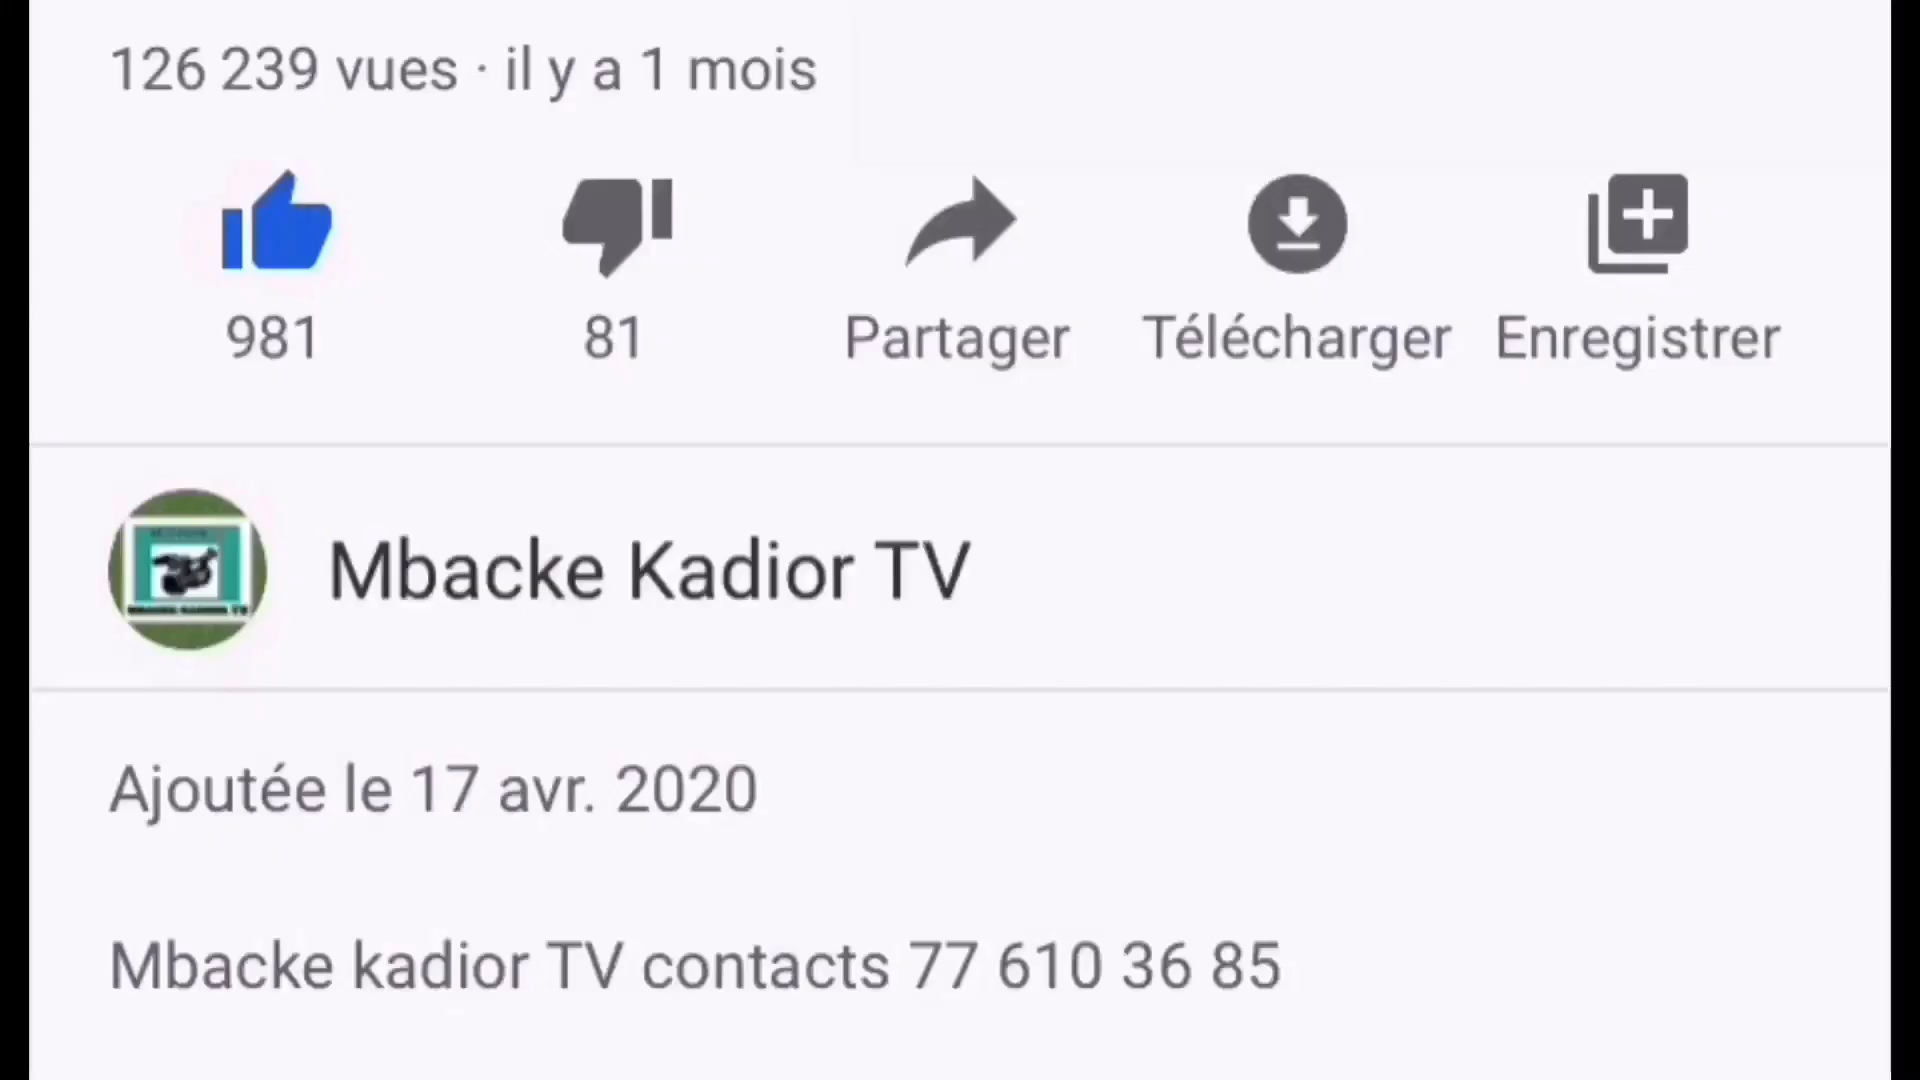 126 239 vues · il y a 1 mois
981 81 Partager Télécharger Enregistrer
Mbacke Kadior TV
Ajoutée le 17 avr. 2020
Mbacke kadior TV contacts 77 610 36 85